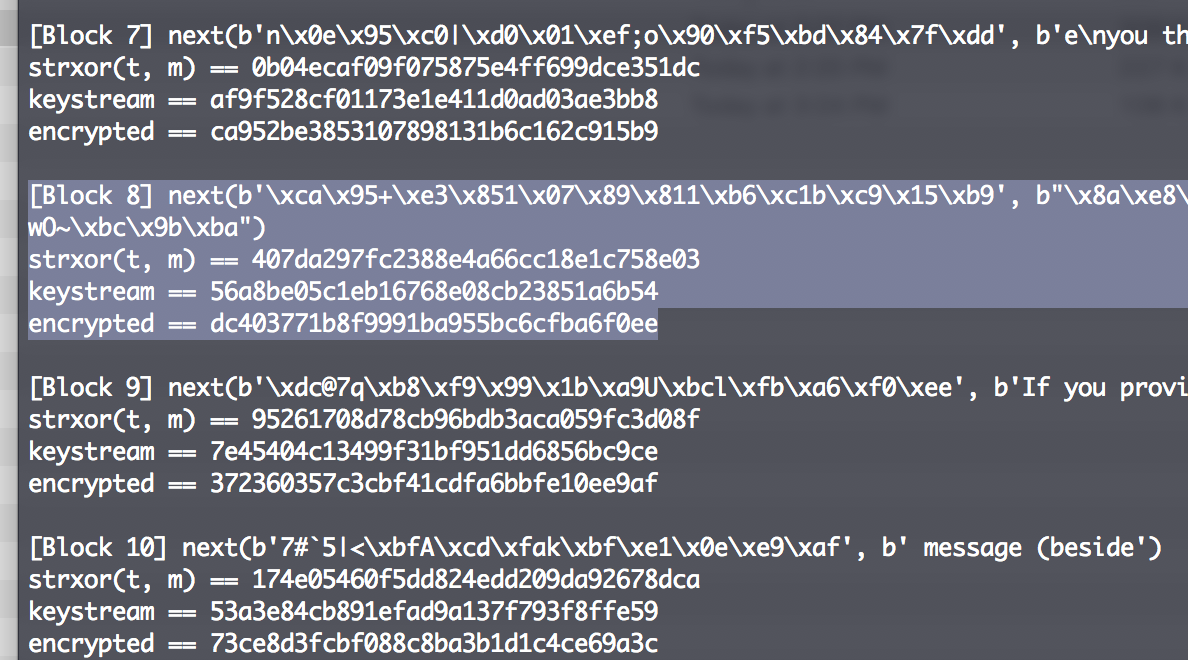 [Block 7] next(b'n\x0e\x95\xc0|\xd0\x01\xef;o\x90\xf5\xbd\x84\x7f\xdd', b'e\nyou th
strxor(t, m) == 0b04ecaf09f075875e4ff699dce351dc
keystream == af9f528cf01173e1e411d0ad03ae3bb8
encrypted == ca952be3853107898131b6c162c915b9
[Block 8] next(b'\xca\x95+\xe3\x851\x07\x89\x811\xb6\xc1b\xc9\x15\xb9', b"\x8a\xe8\
wO~\xbc\x9b\xba")
strxor(t, m) == 407da297fc2388e4a66cc18e1c758e03
keystream == 56a8be05c1eb16768e08cb23851a6b54
encrypted == dc403771b8f9991ba955bc6cfba6f0ee
[Block 9] next(b'\xdc@7q\xb8\xf9\x99\x1b\xa9U\xbcl\xfb\xa6\xf0\xee', b'If you provi
strxor(t, m) == 95261708d78cb96bdb3aca059fc3d08f
keystream == 7e45404c13499f31bf951dd6856bc9ce
encrypted == 372360357c3cbf41cdfa6bbfe10ee9af
[Block 10] next(b'7#`5|<\xbfA\xcd\xfak\xbf\xe1\x0e\xe9\xaf', b' message (beside')
strxor(t, m) == 174e05460f5dd824edd209da92678dca
keystream == 53a3e84cb891efad9a137f793f8ffe59
encrypted == 73ce8d3fcbf088c8ba3b1d1c4ce69a3c